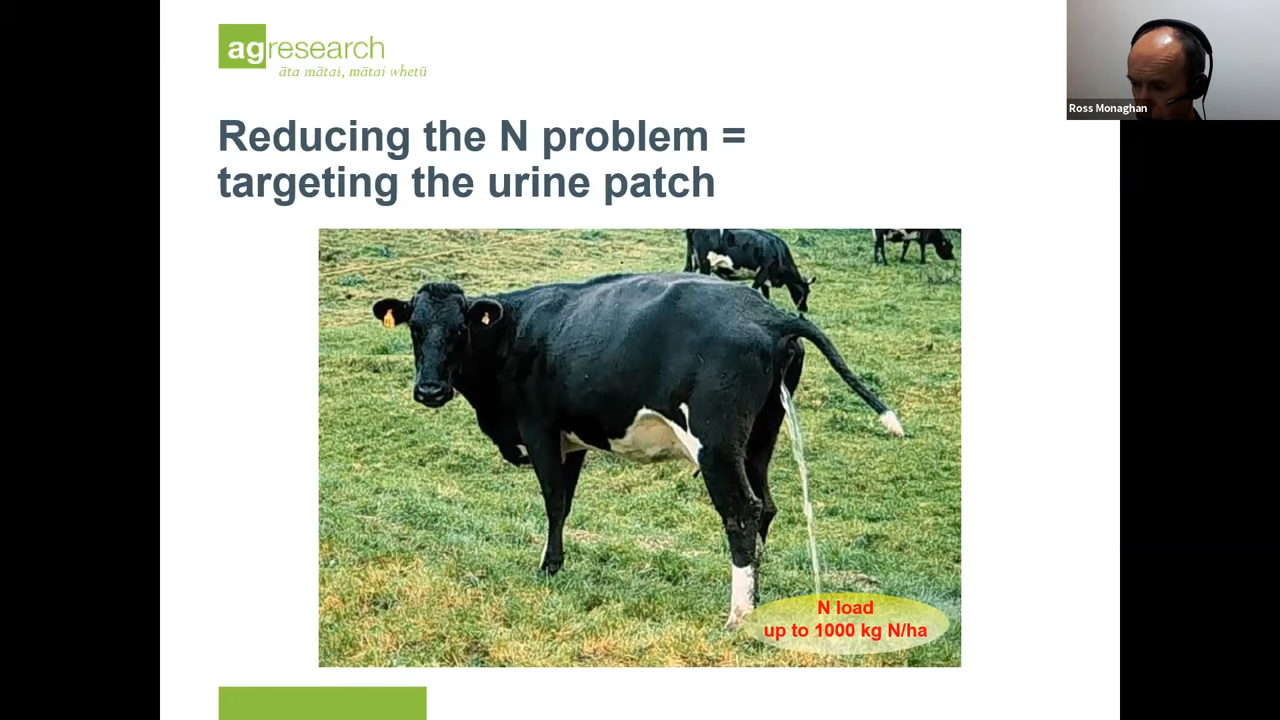 agresearch
āta mātai, mātai whetū
Ross Monaghan
Reducing the N problem =
targeting the urine patch
N load
up to 1000 kg N/ha